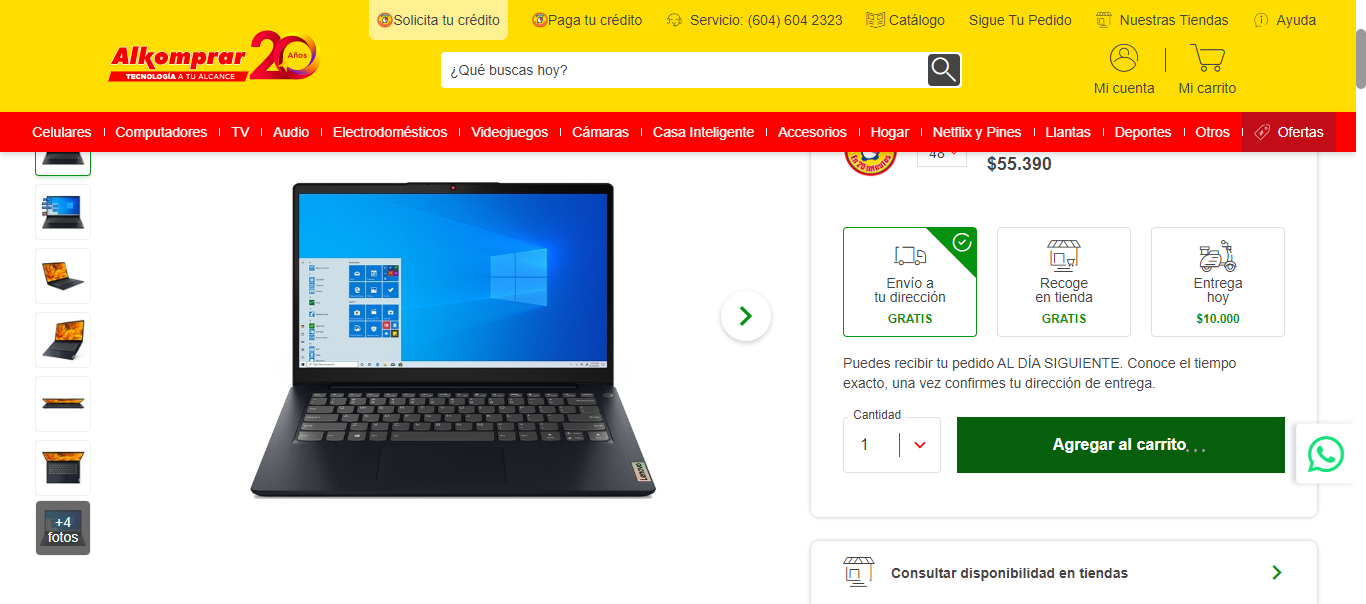 Solicita tu crédito
Paga tu crédito
Servicio: (604) 604 2323
Catálogo
Sigue Tu Pedido
Nuestras Tiendas
Ayuda
Alkomprar 20 Años
TECNOLOGÍA A TU ALCANCE
¿Qué buscas hoy?
Mi cuenta
Mi carrito
Celulares
Computadores
TV
Audio
Electrodomésticos
Videojuegos
Cámaras
Casa Inteligente
Accesorios
Hogar
Netflix y Pines
Llantas
Deportes
Otros
Ofertas
En 20 minutos
48
$55.390
Envío a
tu dirección
GRATIS
Recoge
en tienda
GRATIS
Entrega
hoy
$10.000
Puedes recibir tu pedido AL DÍA SIGUIENTE. Conoce el tiempo
exacto, una vez confirmes tu dirección de entrega.
Cantidad
1
Agregar al carrito...
+4
fotos
Lenovo
Consultar disponibilidad en tiendas